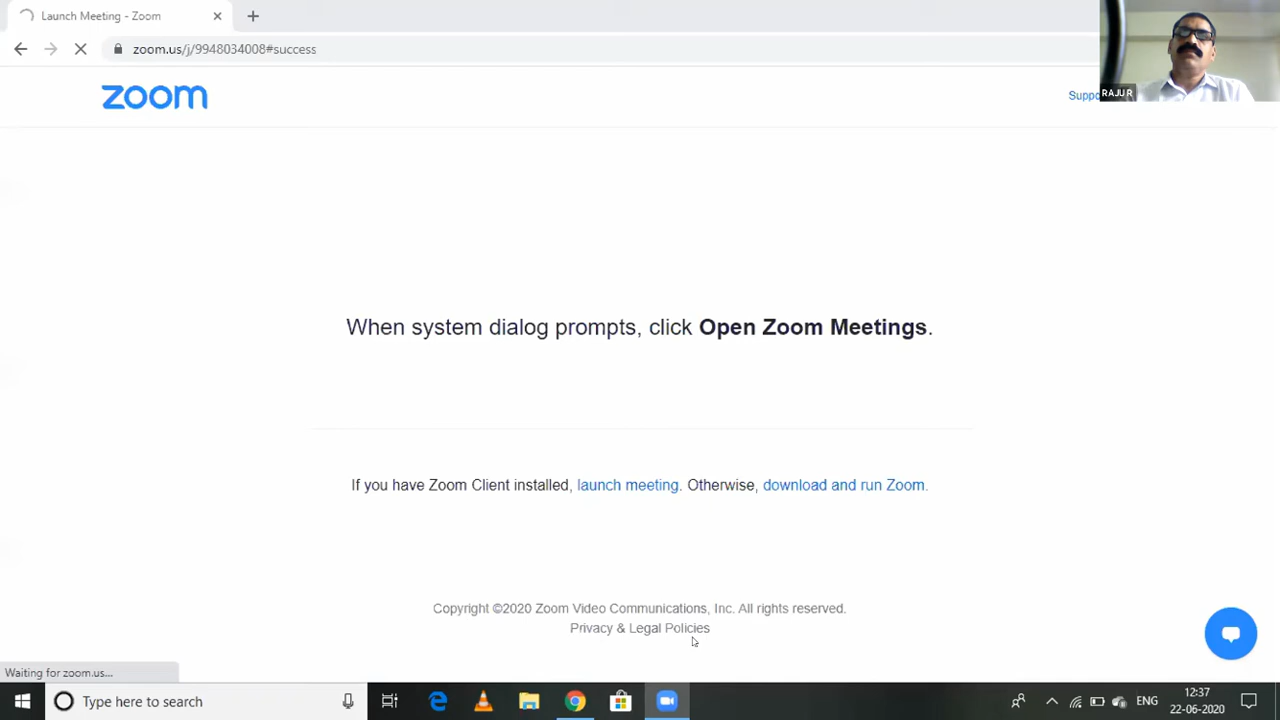 Launch Meeting - Zoom
zoom.us/j/9948034008#success
RAJU R
zoom
When system dialog prompts, click Open Zoom Meetings.
If you have Zoom Client installed, launch meeting. Otherwise, download and run Zoom.
Copyright ©2020 Zoom Video Communications, Inc. All rights reserved.
Privacy & Legal Policies
Waiting for zoom.us...
Type here to search
ENG
12:37
22-06-2020